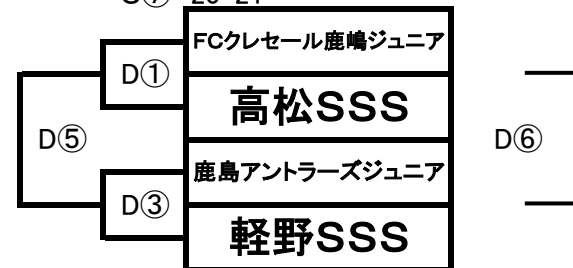 FCクレセール鹿嶋ジュニア
D①
高松SSS
D⑤
D⑥
鹿島アントラーズジュニア
D③
軽野SSS